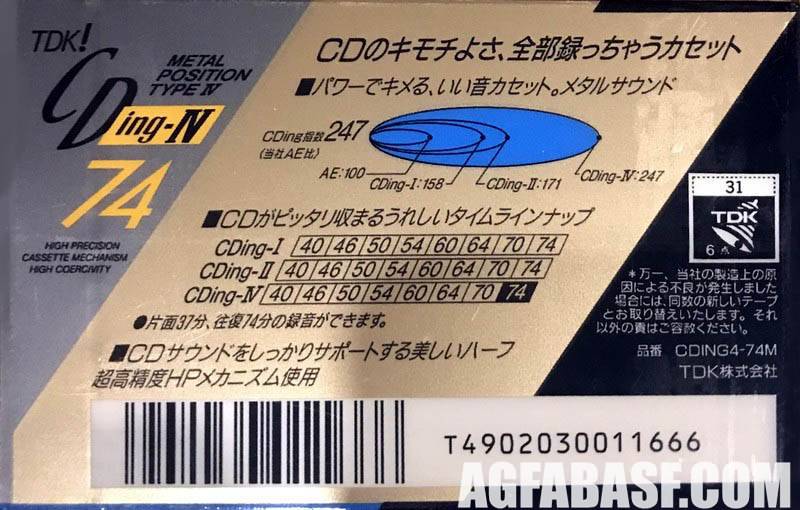 TDK!
CDing-IV
METAL
POSITION
TYPE IV
74
HIGH PRECISION
CASSETTE MECHANISM
HIGH COERCIVITY
CDのキモチよさ、全部録っちゃうカセット
■パワーでキメる、いい音カセット。メタルサウンド
CDing指数247
(当社AE比)
AE:100
CDing-I:158
CDing-II:171
CDing-IV:247
■CDがピッタリ収まるうれしいタイムラインナップ
CDing-I 40 46 50 54 60 64 70 74
CDing-II 40 46 50 54 60 64 70 74
CDing-IV 40 46 50 54 60 64 70 74
●片面37分、往復74分の録音ができます。
■CDサウンドをしっかりサポートする美しいハーフ
超高精度HPメカニズム使用
31
TDK
6点
*万一、当社の製造上の原
因による不良が発生しました
場合には、同数の新しいテープ
とお取り替えいたします。それ
以外の責はご容赦ください。
品番 CDING4-74M
TDK株式会社
T4902030011666
AGFABASF.COM